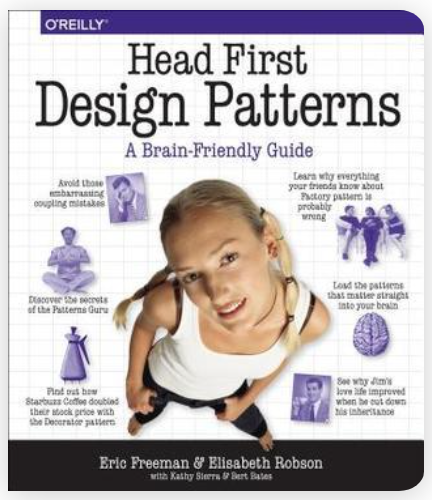 O'REILLY®
Head First
Design Patterns
A Brain-Friendly Guide
Avoid those
embarrassing
coupling mistakes
Learn why everything
your friends know about
Factory pattern is
probably
wrong
Discover the secrets
of the Patterns Guru
Load the patterns
that matter straight
into your brain
Find out how
Starbuzz Coffee doubled
their stock price with
the Decorator pattern
See why Jim's
love life improved
when he cut down
his inheritance
Eric Freeman & Elisabeth Robson
with Kathy Sierra & Bert Bates